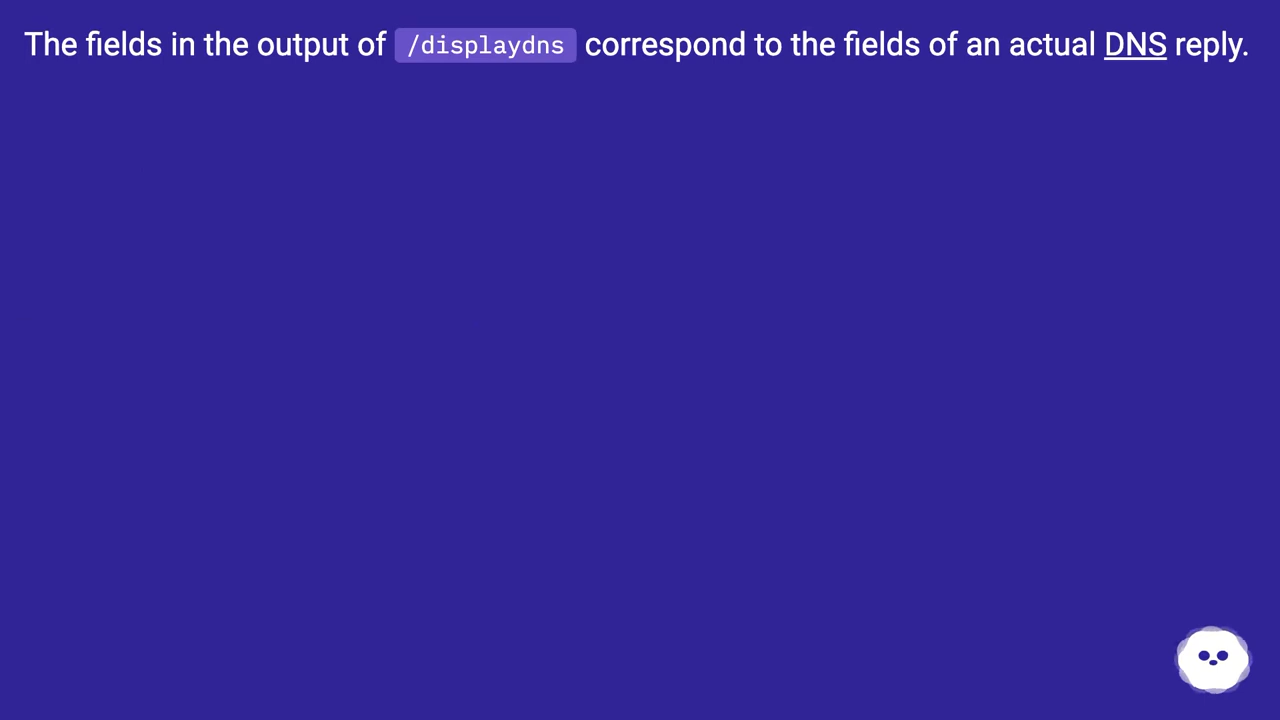 The fields in the output of /displaydns correspond to the fields of an actual DNS reply.